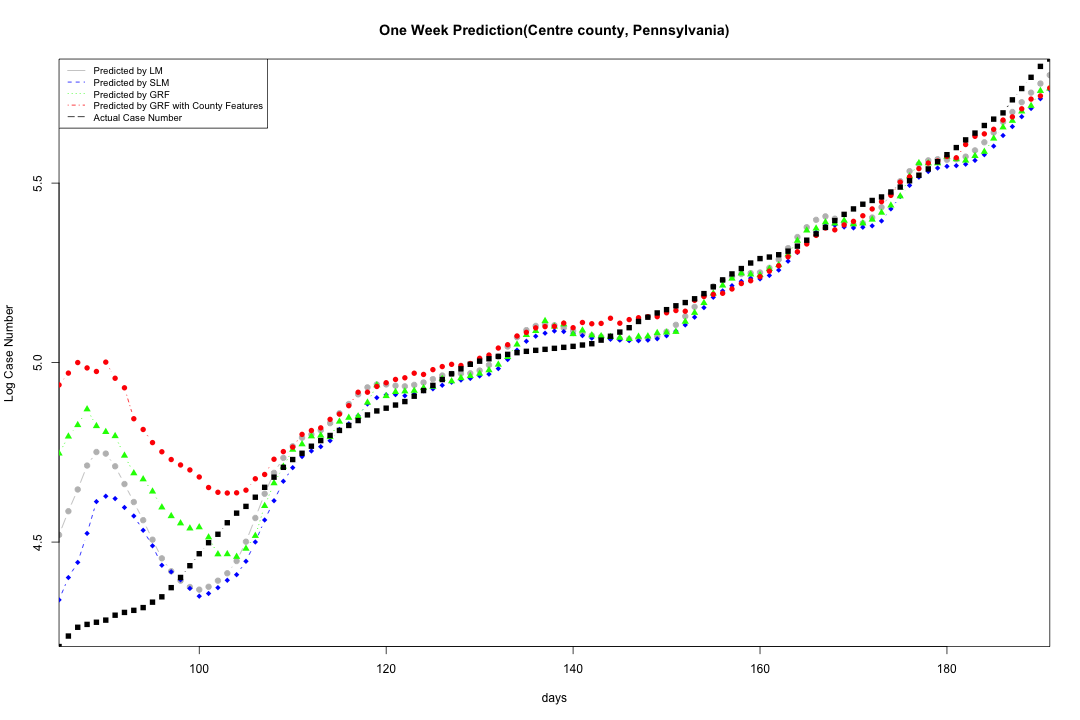 One Week Prediction(Centre county, Pennsylvania)
Predicted by LM
Predicted by SLM
Predicted by GRF
Predicted by GRF with County Features
Actual Case Number
5.5
5.0
4.5
Log Case Number
100 120 140 160 180
days